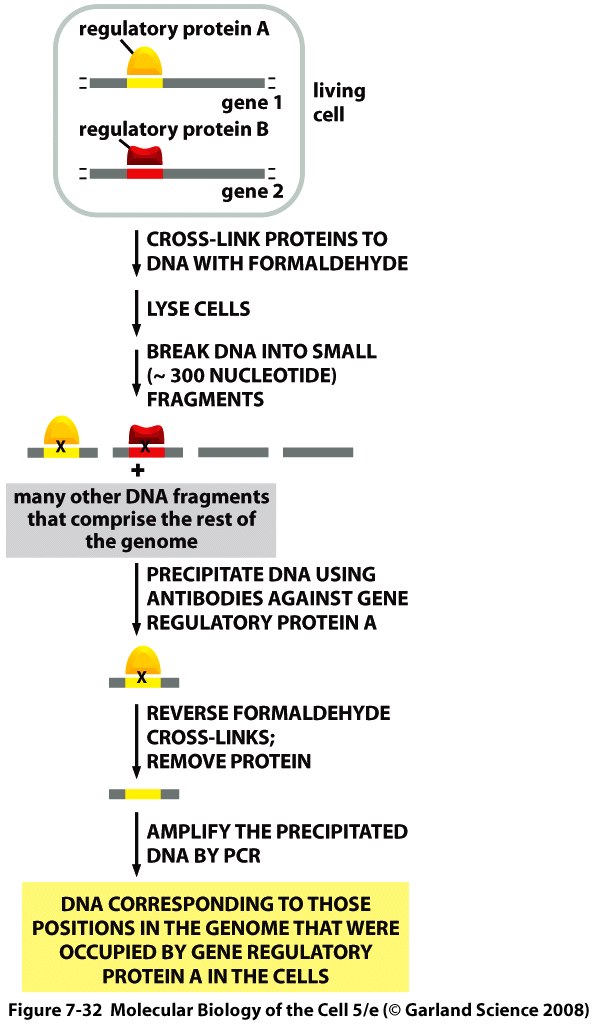 regulatory protein A
gene 1
living
cell
regulatory protein B
gene 2
CROSS-LINK PROTEINS TO
DNA WITH FORMALDEHYDE
LYSE CELLS
BREAK DNA INTO SMALL
(~ 300 NUCLEOTIDE)
FRAGMENTS
X X
+
many other DNA fragments
that comprise the rest of
the genome
PRECIPITATE DNA USING
ANTIBODIES AGAINST GENE
REGULATORY PROTEIN A
X
REVERSE FORMALDEHYDE
CROSS-LINKS;
REMOVE PROTEIN
AMPLIFY THE PRECIPITATED
DNA BY PCR
DNA CORRESPONDING TO THOSE
POSITIONS IN THE GENOME THAT WERE
OCCUPIED BY GENE REGULATORY
PROTEIN A IN THE CELLS
Figure 7-32 Molecular Biology of the Cell 5/e (© Garland Science 2008)